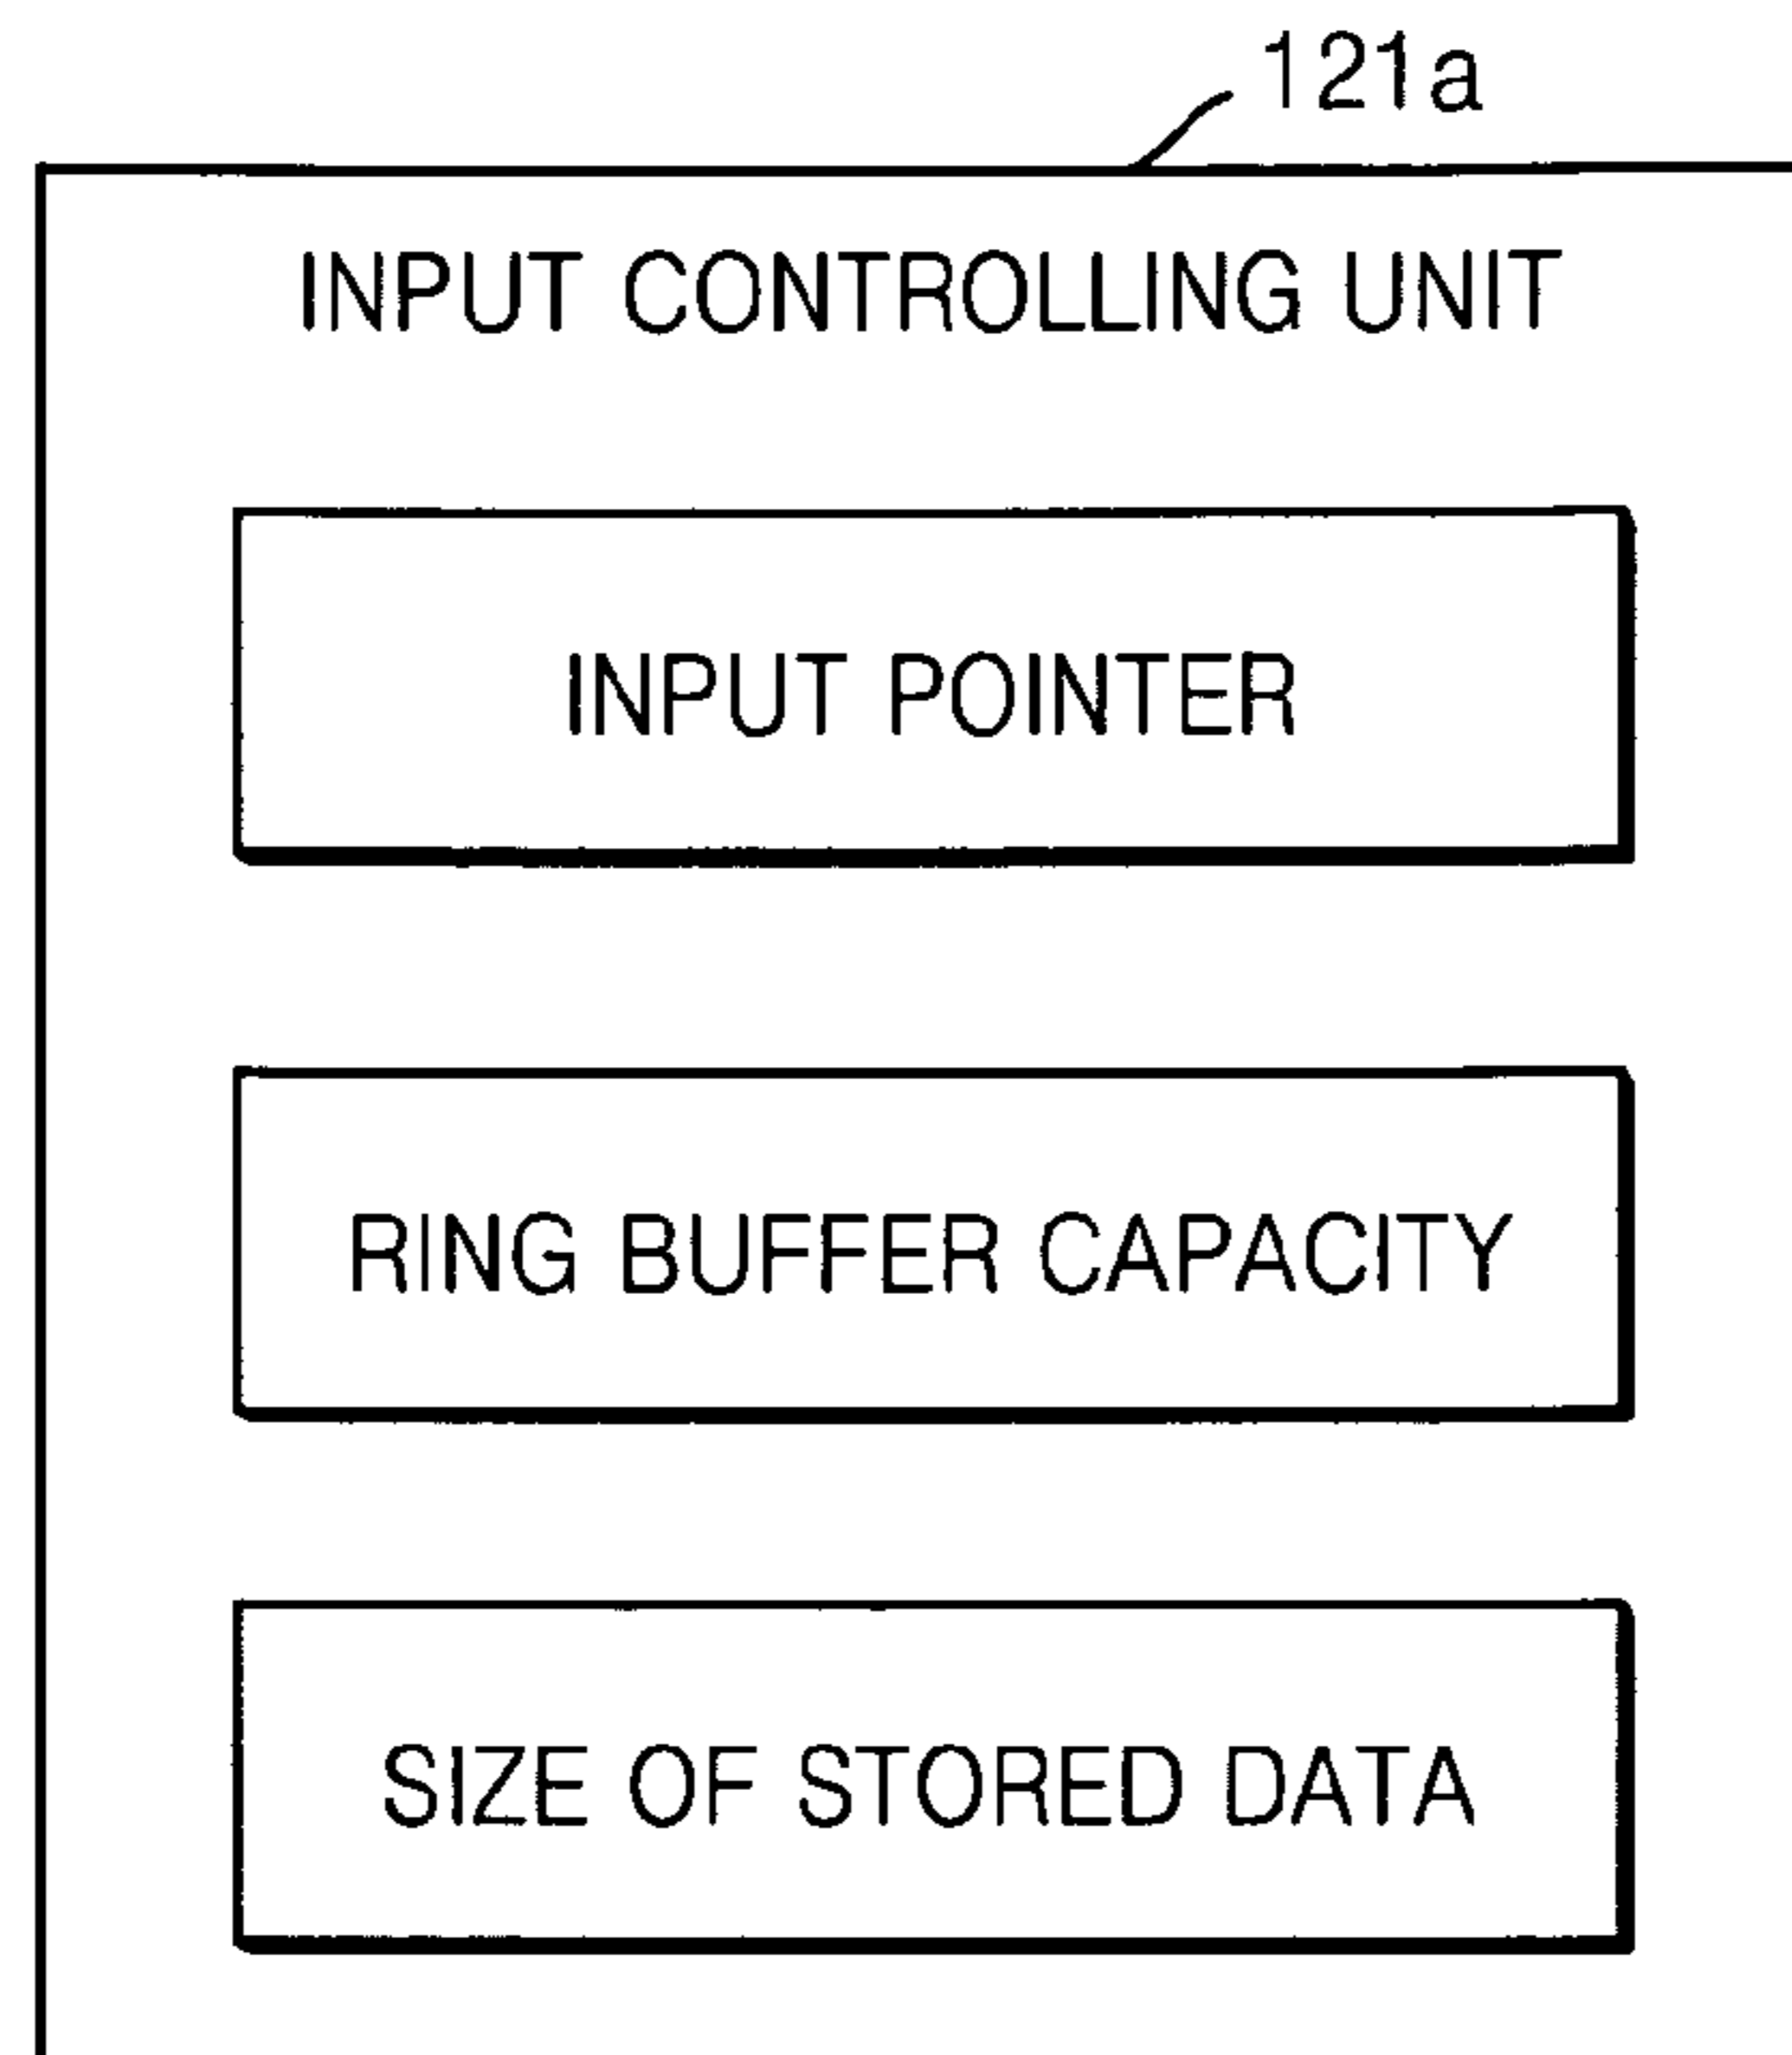 121a
INPUT CONTROLLING UNIT
INPUT POINTER
RING BUFFER CAPACITY
SIZE OF STORED DATA